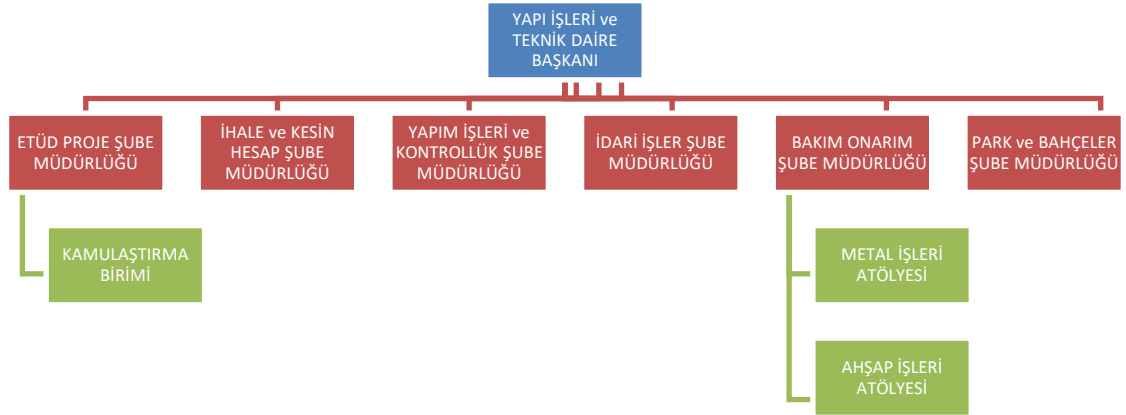 YAPI İŞLERİ ve
TEKNİK DAİRE
BAŞKANI
ETÜD PROJE ŞUBE
MÜDÜRLÜĞÜ
İHALE ve KESİN
HESAP ŞUBE
MÜDÜRLÜĞÜ
YAPIM İŞLERİ ve
KONTROLLÜK ŞUBE
MÜDÜRLÜĞÜ
İDARİ İŞLER ŞUBE
MÜDÜRLÜĞÜ
BAKIM ONARIM
ŞUBE MÜDÜRLÜĞÜ
PARK ve BAHÇELER
ŞUBE MÜDÜRLÜĞÜ
KAMULAŞTIRMA
BİRİMİ
METAL İŞLERİ
ATÖLYESİ
AHŞAP İŞLERİ
ATÖLYESİ